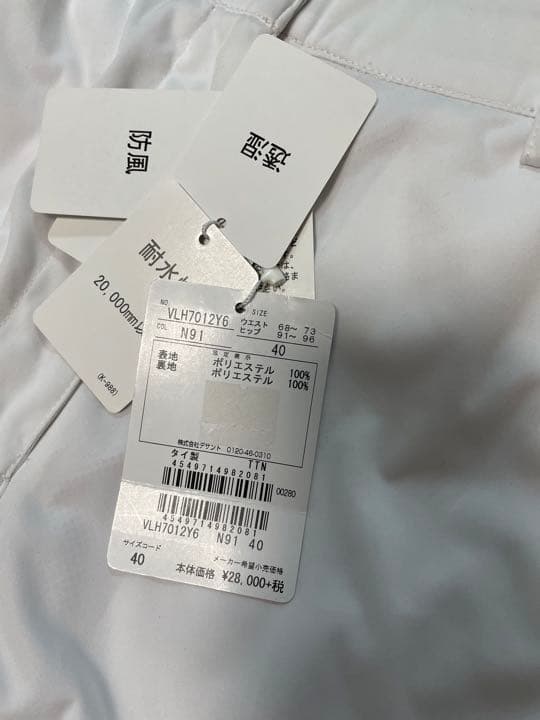 防風
透湿
耐水
20,000mm
(K-988)
NO. VLH7012Y6
COL N91
SIZE
ウエスト 68〜 73
ヒップ 91〜 96
40
法定表示
表地 ポリエステル 100%
裏地 ポリエステル 100%
株式会社デサント 0120-46-0310
タイ製 TTN
4549714982081
00280
4549714982081
VLH7012Y6 N91 40
サイズコード
40
メーカー希望小売価格
本体価格 ¥28,000+税